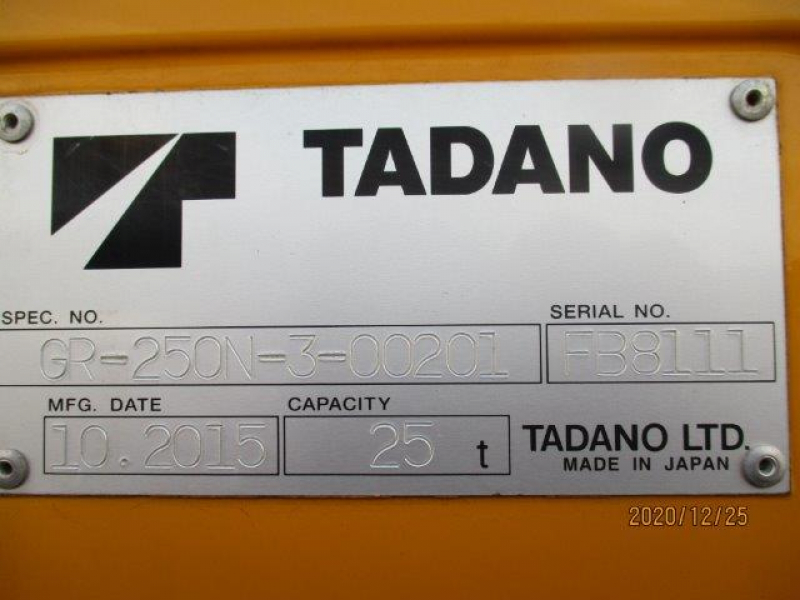 TADANO
SPEC. NO.
SERIAL NO.
GR-250N-3-00201
FB8111
MFG. DATE
CAPACITY
10.2015
25 t
TADANO LTD.
MADE IN JAPAN
2020/12/25